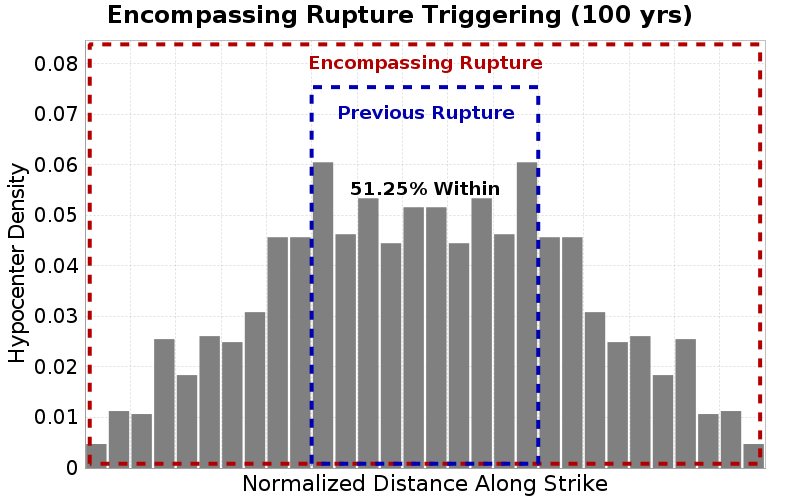 Encompassing Rupture Triggering (100 yrs)
Encompassing Rupture
Previous Rupture
51.25% Within
0.08
0.07
0.06
0.05
0.04
0.03
0.02
0.01
0
Hypocenter Density
Normalized Distance Along Strike